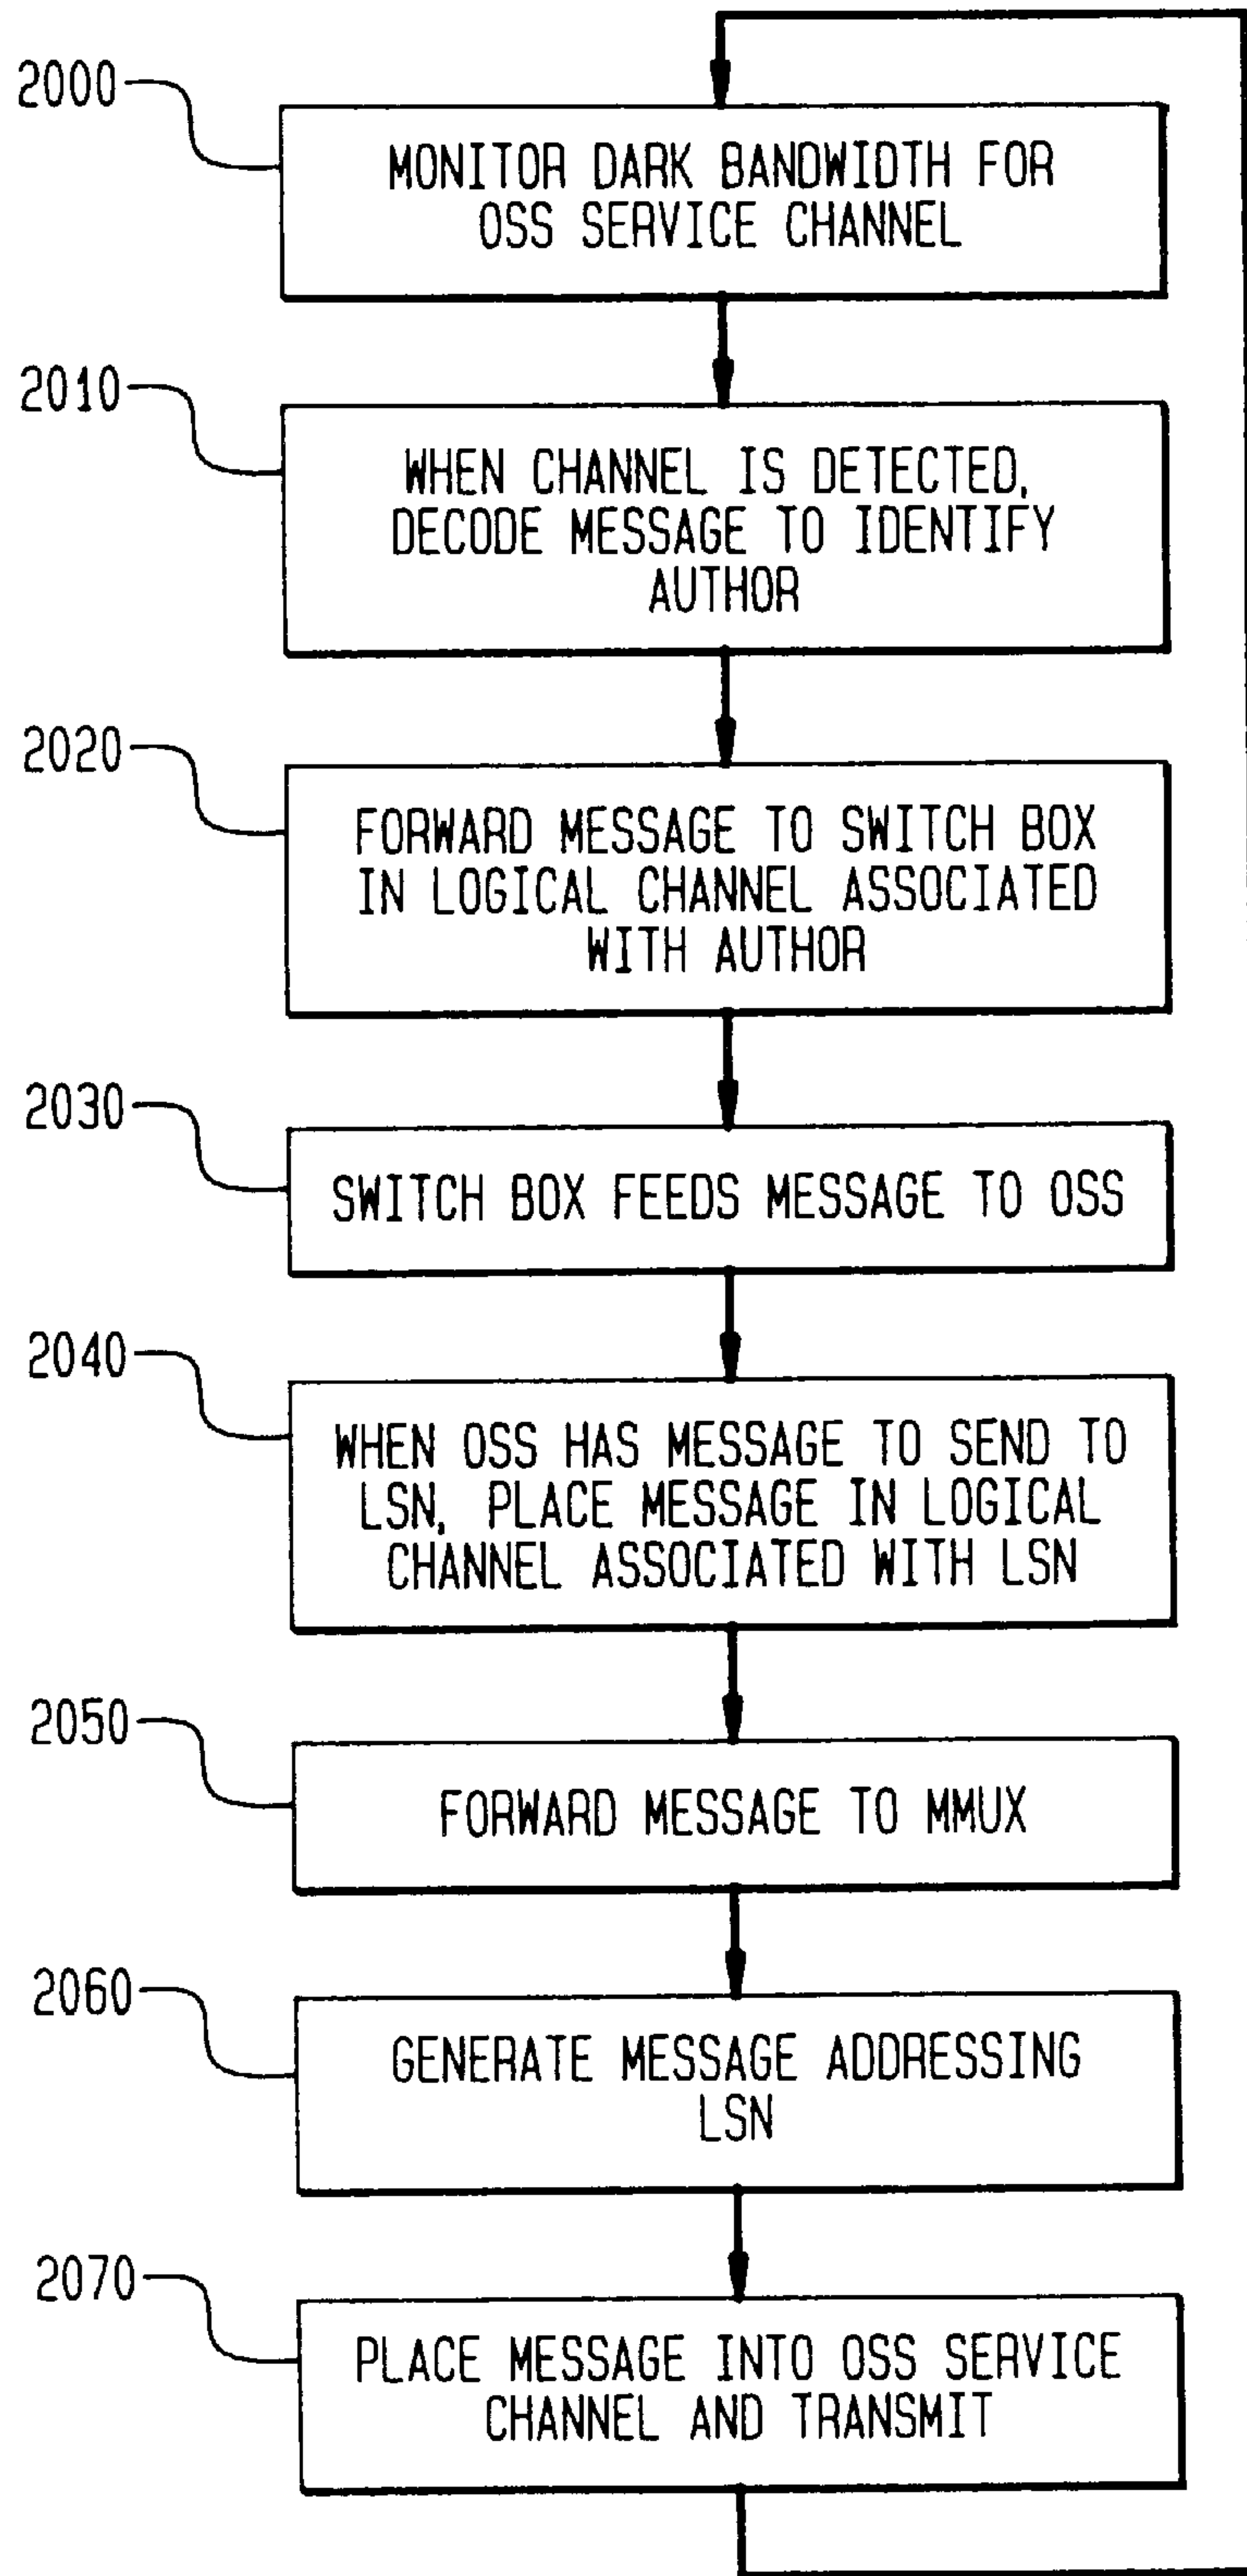 2000
MONITOR DARK BANDWIDTH FOR
OSS SERVICE CHANNEL
2010
WHEN CHANNEL IS DETECTED,
DECODE MESSAGE TO IDENTIFY
AUTHOR
2020
FORWARD MESSAGE TO SWITCH BOX
IN LOGICAL CHANNEL ASSOCIATED
WITH AUTHOR
2030
SWITCH BOX FEEDS MESSAGE TO OSS
2040
WHEN OSS HAS MESSAGE TO SEND TO
LSN, PLACE MESSAGE IN LOGICAL
CHANNEL ASSOCIATED WITH LSN
2050
FORWARD MESSAGE TO MMUX
2060
GENERATE MESSAGE ADDRESSING
LSN
2070
PLACE MESSAGE INTO OSS SERVICE
CHANNEL AND TRANSMIT